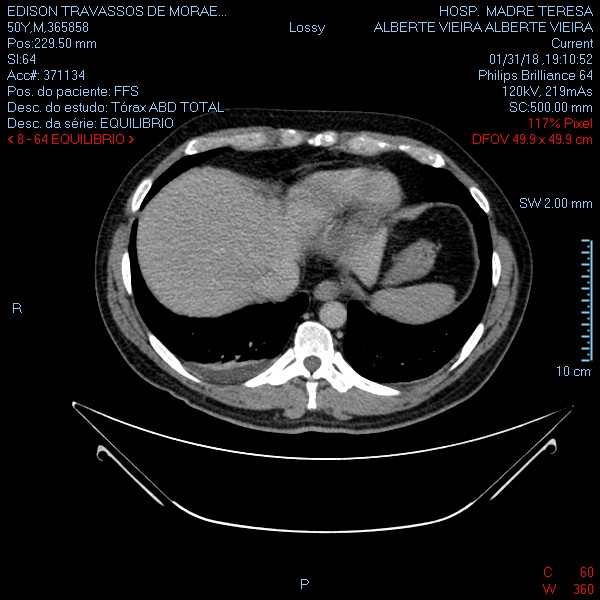 EDISON TRAVASSOS DE MORAE...
50Y,M,365858
Pos:229.50 mm
SI:64
Acc#: 371134
Pos. do paciente: FFS
Desc. do estudo: Tórax ABD TOTAL
Desc. da série: EQUILIBRIO
< 8 - 64 EQUILIBRIO >
Lossy
HOSP. MADRE TERESA
ALBERTE VIEIRA ALBERTE VIEIRA
Current
01/31/18 ,19:10:52
Philips Brilliance 64
120kV, 219mAs
SC:500.00 mm
117% Pixel
DFOV 49.9 x 49.9 cm
SW 2.00 mm
R
10 cm
P
C 60
W 360